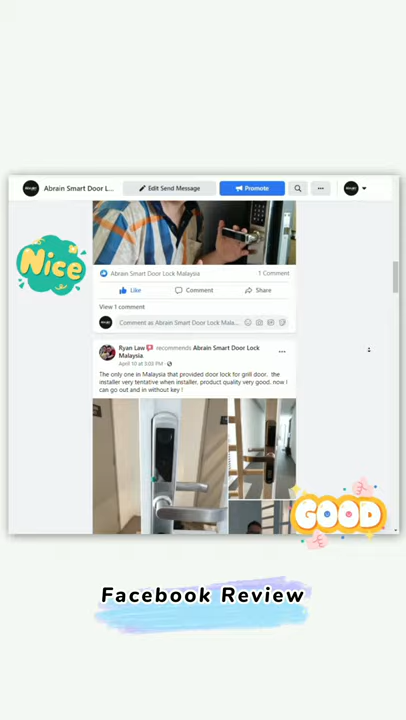 Abrain Smart Door L...
Edit Send Message
Promote
Nice
Abrain Smart Door Lock Malaysia
1 Comment
Like
Comment
Share
View 1 comment
Comment as Abrain Smart Door Lock Mala...
Ryan Law recommends Abrain Smart Door Lock
Malaysia.
April 10 at 3:03 PM
The only one in Malaysia that provided door lock for grill door. the
installer very tentative when installer, product quality very good. now I
can go out and in without key !
GOOD
Facebook Review